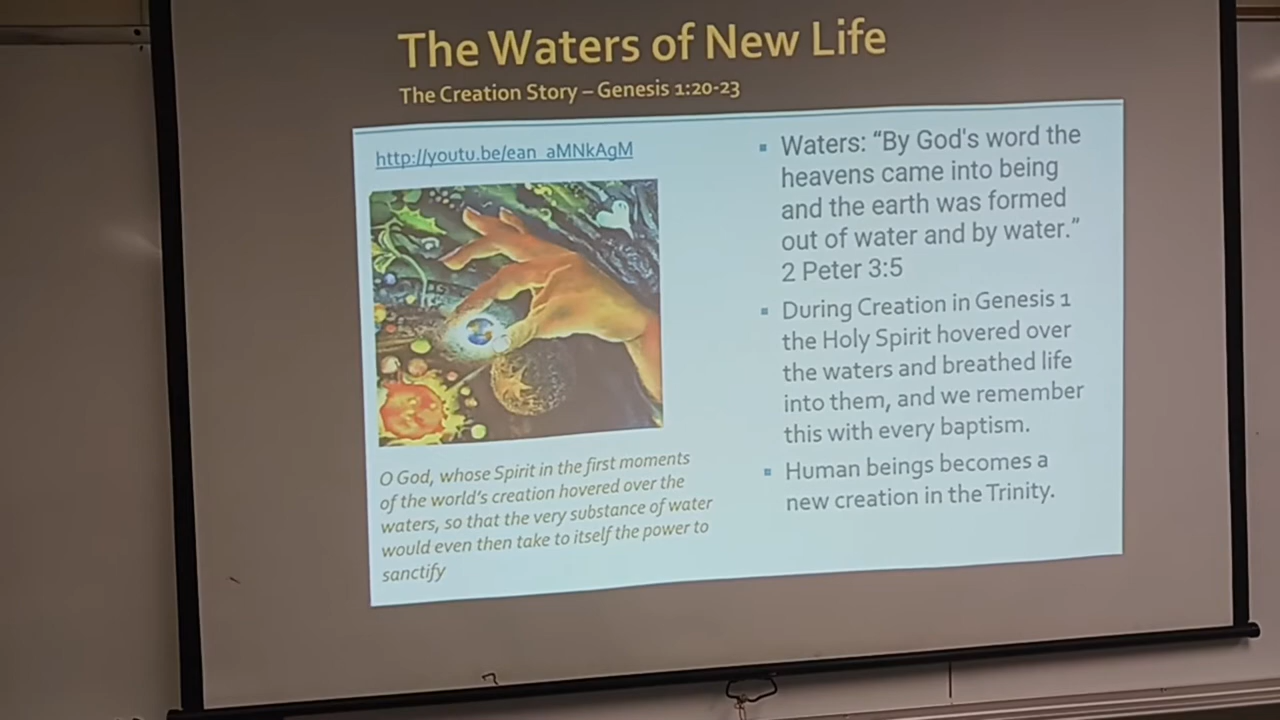 The Waters of New Life
The Creation Story – Genesis 1:20-23
http://youtu.be/ean_aMNkAgM
O God, whose Spirit in the first moments
of the world's creation hovered over the
waters, so that the very substance of water
would even then take to itself the power to
sanctify
Waters: “By God's word the
heavens came into being
and the earth was formed
out of water and by water.”
2 Peter 3:5
During Creation in Genesis 1
the Holy Spirit hovered over
the waters and breathed life
into them, and we remember
this with every baptism.
Human beings becomes a
new creation in the Trinity.